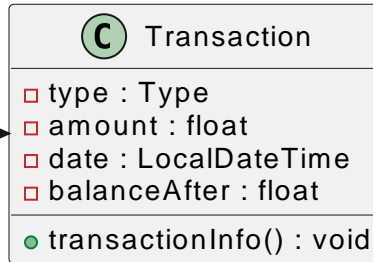 C Transaction
type : Type
amount : float
date : LocalDateTime
balanceAfter : float
transactionInfo() : void